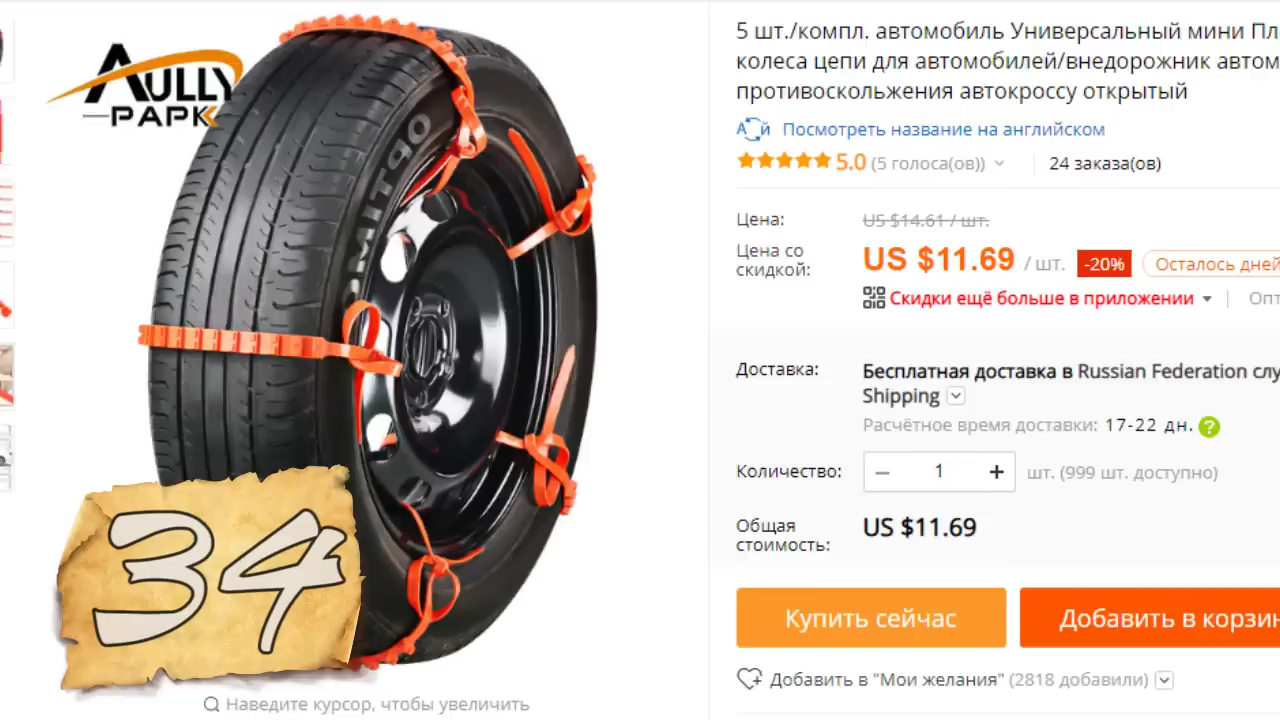 AULLY
PARK
OPTIMO
34
Наведите курсор, чтобы увеличить
5 шт./компл. автомобиль Универсальный мини Пл
колеса цепи для автомобилей/внедорожник автом
противоскольжения автокроссу открытый
Посмотреть название на английском
5.0 (5 голоса(ов)) 24 заказа(ов)
Цена: US $14.61 / шт.
Цена со скидкой: US $11.69 / шт. -20% Осталось дней
Скидки ещё больше в приложении Опт
Доставка: Бесплатная доставка в Russian Federation слу
Shipping
Расчётное время доставки: 17-22 дн. ?
Количество: − 1 + шт. (999 шт. доступно)
Общая стоимость: US $11.69
Купить сейчас Добавить в корзин
Добавить в "Мои желания" (2818 добавили)